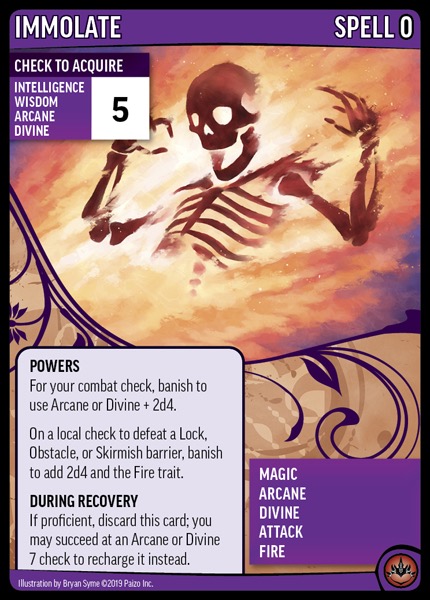 IMMOLATE
SPELL 0
CHECK TO ACQUIRE
INTELLIGENCE
WISDOM
ARCANE
DIVINE
5
POWERS
For your combat check, banish to
use Arcane or Divine + 2d4.
On a local check to defeat a Lock,
Obstacle, or Skirmish barrier, banish
to add 2d4 and the Fire trait.
DURING RECOVERY
If proficient, discard this card; you
may succeed at an Arcane or Divine
7 check to recharge it instead.
MAGIC
ARCANE
DIVINE
ATTACK
FIRE
Illustration by Bryan Syme ©2019 Paizo Inc.